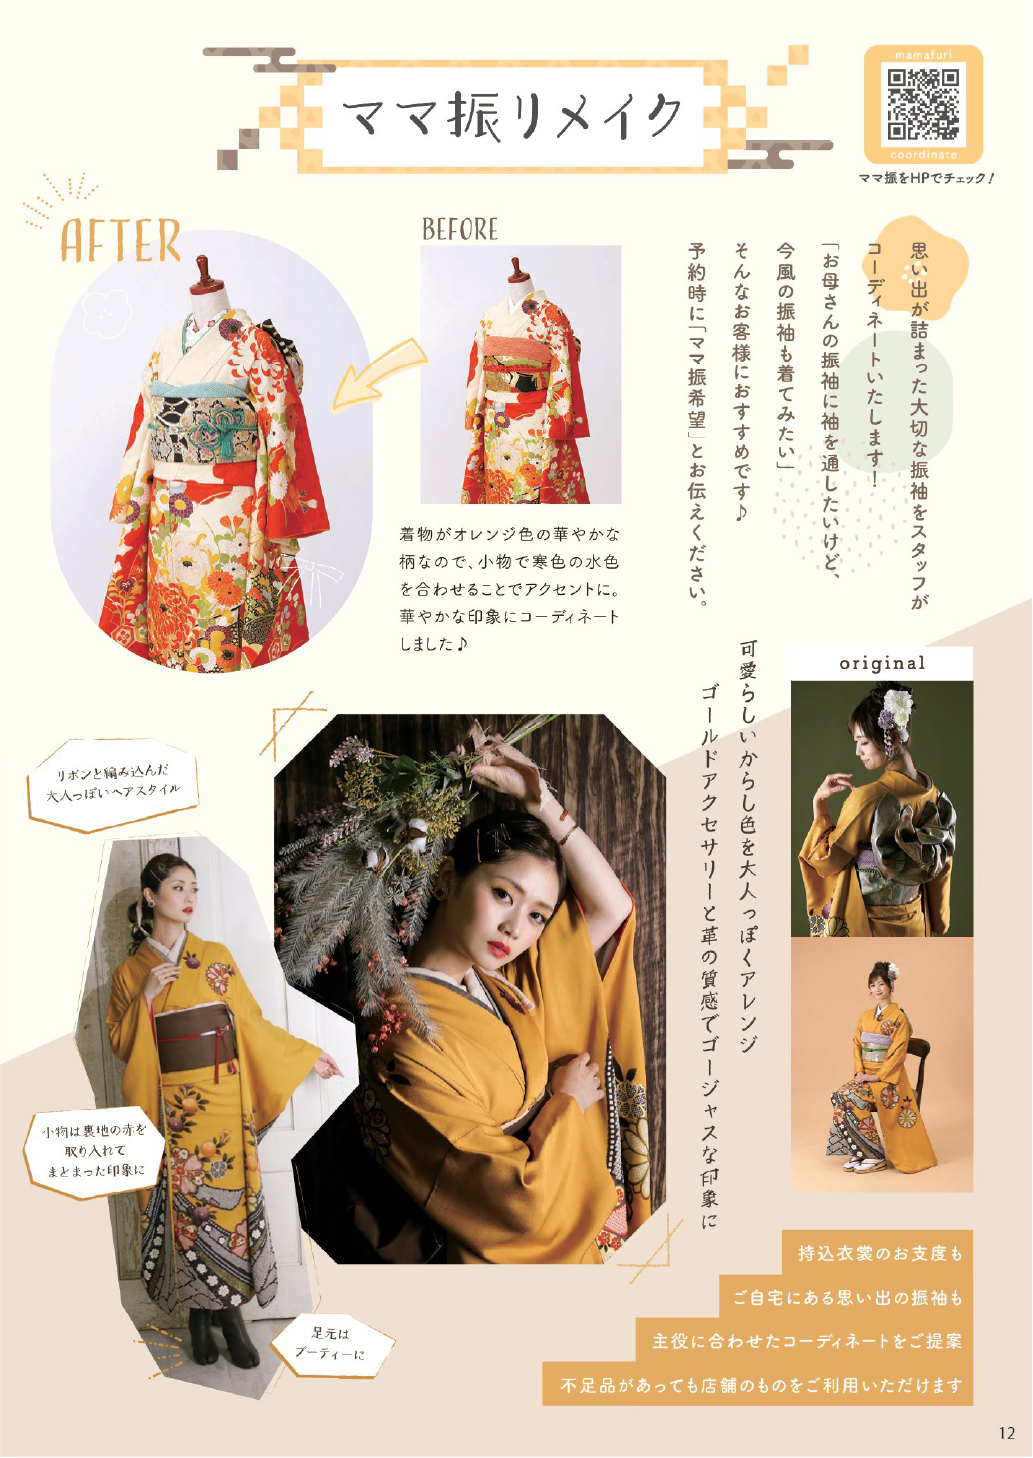 ママ振リメイク
mamafuri
coordinate
ママ振をHPでチェック！
AFTER
BEFORE
思い出が詰まった大切な振袖をスタッフが
コーディネートいたします！
「お母さんの振袖に袖を通したいけど、
今風の振袖も着てみたい」
そんなお客様におすすめです♪
予約時に「ママ振希望」とお伝えください。
着物がオレンジ色の華やかな
柄なので、小物で寒色の水色
を合わせることでアクセントに。
華やかな印象にコーディネート
しました♪
original
可愛らしいからし色を大人っぽくアレンジ
ゴールドアクセサリーと革の質感でゴージャスな印象に
リボンと編み込んだ
大人っぽいヘアスタイル
小物は裏地の赤を
取り入れて
まとまった印象に
足元は
ブーティーに
持込衣裳のお支度も
ご自宅にある思い出の振袖も
主役に合わせたコーディネートをご提案
不足品があっても店舗のものをご利用いただけます
12